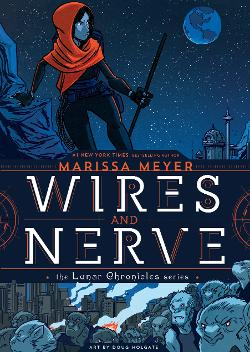 #1 NEW YORK TIMES BESTSELLING AUTHOR
MARISSA MEYER
WIRES
AND
NERVE
the Lunar Chronicles series
ART BY DOUG HOLGATE